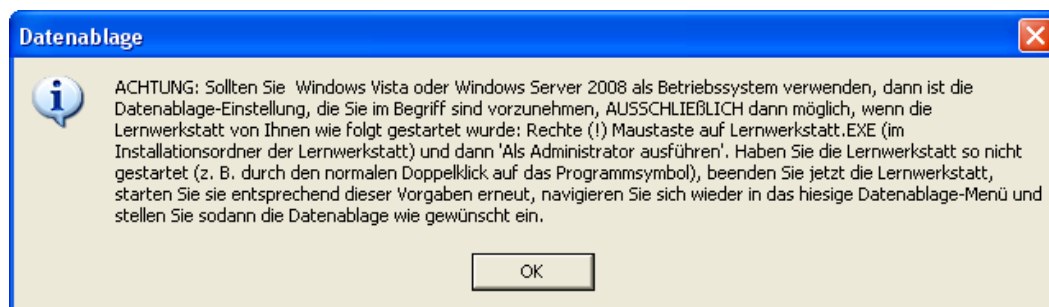 Datenablage
ACHTUNG: Sollten Sie  Windows Vista oder Windows Server 2008 als Betriebssystem verwenden, dann ist die
Datenablage-Einstellung, die Sie im Begriff sind vorzunehmen, AUSSCHLIEßLICH dann möglich, wenn die
Lernwerkstatt von Ihnen wie folgt gestartet wurde: Rechte (!) Maustaste auf Lernwerkstatt.EXE (im
Installationsordner der Lernwerkstatt) und dann 'Als Administrator ausführen'. Haben Sie die Lernwerkstatt so nicht
gestartet (z. B. durch den normalen Doppelklick auf das Programmsymbol), beenden Sie jetzt die Lernwerkstatt,
starten Sie sie entsprechend dieser Vorgaben erneut, navigieren Sie sich wieder in das hiesige Datenablage-Menü und
stellen Sie sodann die Datenablage wie gewünscht ein.
OK